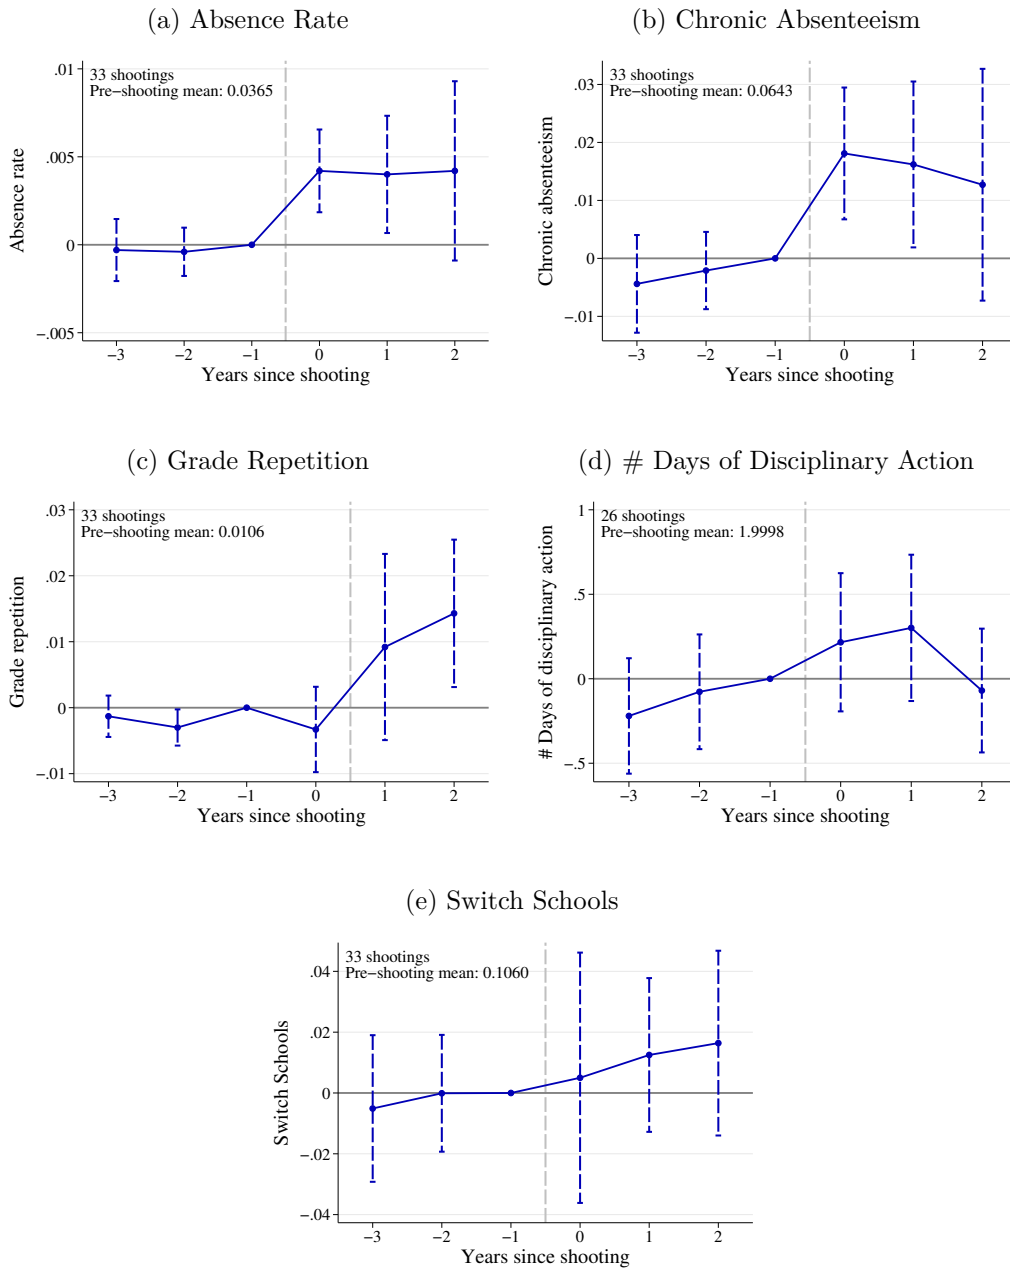 (a) Absence Rate
33 shootings
Pre−shooting mean: 0.0365
Absence rate
.01
.005
0
−.005
−3 −2 −1 0 1 2
Years since shooting
(b) Chronic Absenteeism
33 shootings
Pre−shooting mean: 0.0643
Chronic absenteeism
.03
.02
.01
0
−.01
−3 −2 −1 0 1 2
Years since shooting
(c) Grade Repetition
33 shootings
Pre−shooting mean: 0.0106
Grade repetition
.03
.02
.01
0
−.01
−3 −2 −1 0 1 2
Years since shooting
(d) # Days of Disciplinary Action
26 shootings
Pre−shooting mean: 1.9998
# Days of disciplinary action
1
.5
0
−.5
−3 −2 −1 0 1 2
Years since shooting
(e) Switch Schools
33 shootings
Pre−shooting mean: 0.1060
Switch Schools
.04
.02
0
−.02
−.04
−3 −2 −1 0 1 2
Years since shooting